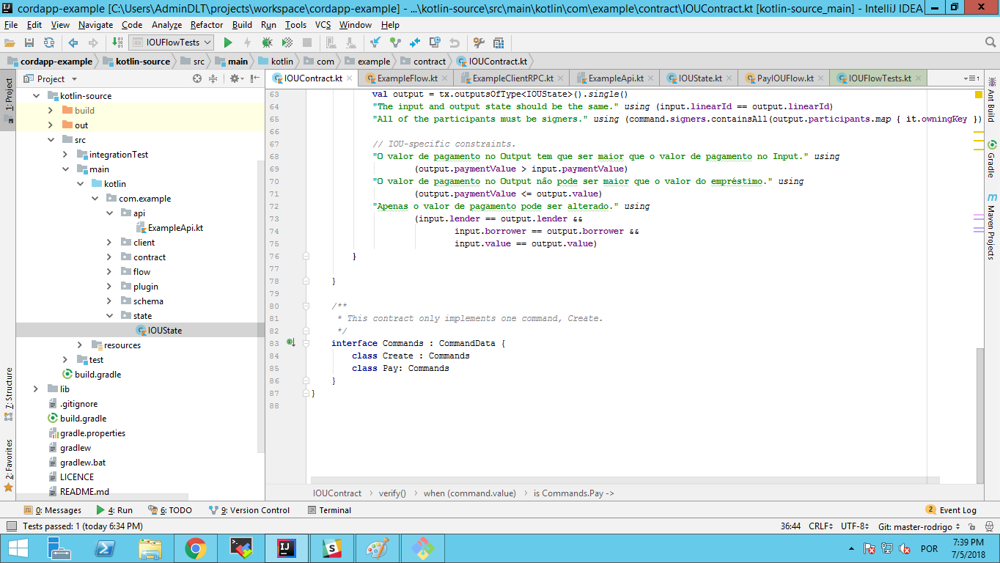 cordapp-example [C:\Users\AdminDLT\projects\workspace\cordapp-example] - ...\kotlin-source\src\main\kotlin\com\example\contract\IOUContract.kt [kotlin-source_main] - IntelliJ IDEA
File Edit View Navigate Code Analyze Refactor Build Run Tools VCS Window Help
IOUFlowTests
cordapp-example kotlin-source src main kotlin com example contract IOUContract.kt
Project
IOUContract.kt ExampleFlow.kt ExampleClientRPC.kt ExampleApi.kt IOUState.kt PayIOUFlow.kt IOUFlowTests.kt
1: Project
7: Structure
2: Favorites
kotlin-source
build
out
src
integrationTest
main
kotlin
com.example
api
ExampleApi.kt
client
contract
flow
plugin
schema
state
IOUState
resources
test
build.gradle
lib
.gitignore
build.gradle
gradle.properties
gradlew
gradlew.bat
LICENCE
README.md
63 val output = tx.outputsOfType<IOUState>().single()
64 "The input and output state should be the same." using (input.linearId == output.linearId)
65 "All of the participants must be signers." using (command.signers.containsAll(output.participants.map { it.owningKey })
66
67 // IOU-specific constraints.
68 "O valor de pagamento no Output tem que ser maior que o valor de pagamento no Input." using
69 (output.paymentValue > input.paymentValue)
70 "O valor de pagamento no Output não pode ser maior que o valor do empréstimo." using
71 (output.paymentValue <= output.value)
72 "Apenas o valor de pagamento pode ser alterado." using
73 (input.lender == output.lender &&
74 input.borrower == output.borrower &&
75 input.value == output.value)
76 }
77
78 }
79
80 /**
81 * This contract only implements one command, Create.
82 */
83 interface Commands : CommandData {
84 class Create : Commands
85 class Pay: Commands
86 }
87 }
88
Ant Build
Gradle
m Maven Projects
1
IOUContract verify() when (command.value) is Commands.Pay ->
0: Messages 4: Run 6: TODO 9: Version Control Terminal 2 Event Log
Tests passed: 1 (today 6:34 PM) 36:44 CRLF UTF-8 Git: master-rodrigo
POR 7:39 PM
7/5/2018